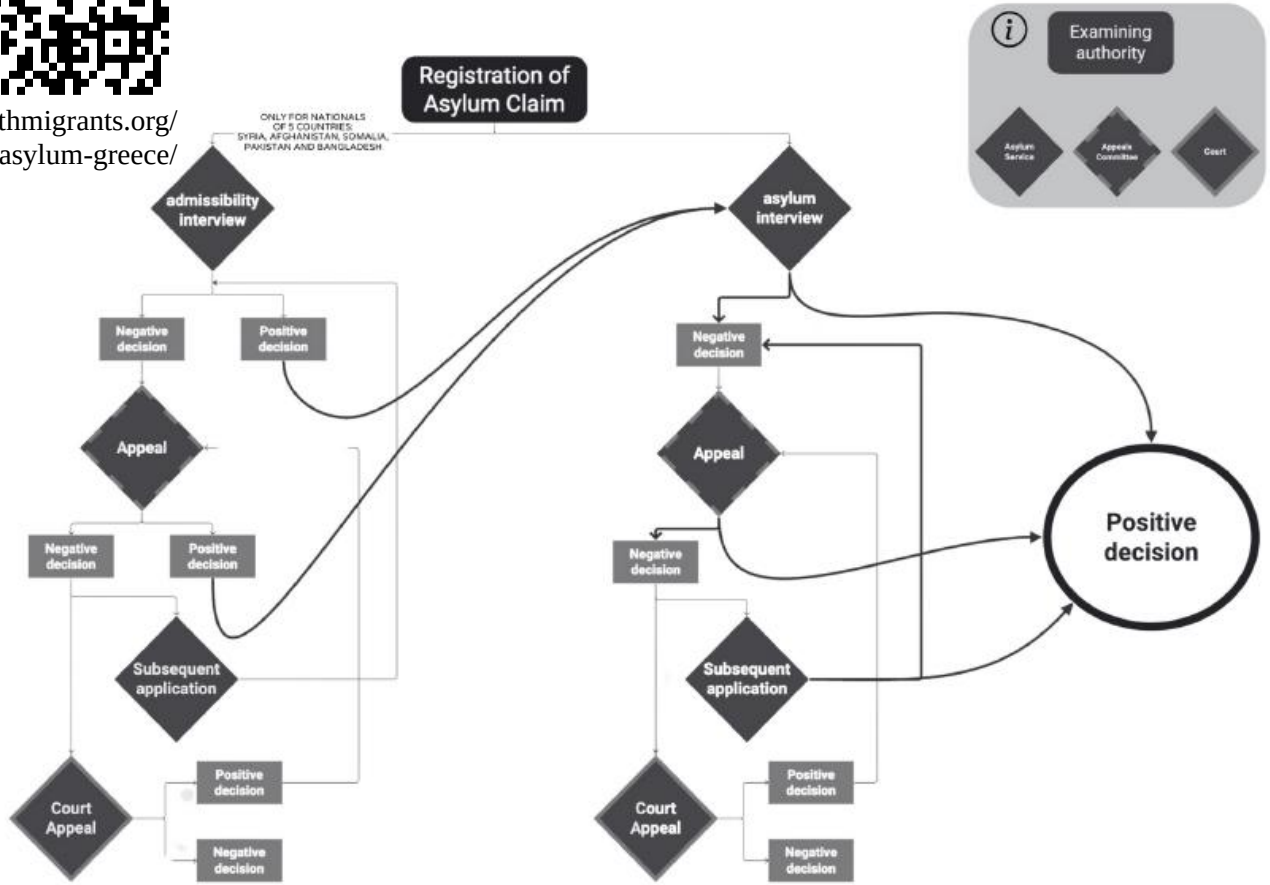 thmigrants.org/
asylum-greece/
Registration of
Asylum Claim
ONLY FOR NATIONALS
OF 5 COUNTRIES:
SYRIA, AFGHANISTAN, SOMALIA,
PAKISTAN AND BANGLADESH
i
Examining
authority
Asylum
Service
Appeals
Committee
Court
admissibility
interview
Negative
decision
Positive
decision
Appeal
Negative
decision
Positive
decision
Subsequent
application
Court
Appeal
Positive
decision
Negative
decision
asylum
interview
Negative
decision
Appeal
Negative
decision
Subsequent
application
Court
Appeal
Positive
decision
Negative
decision
Positive
decision